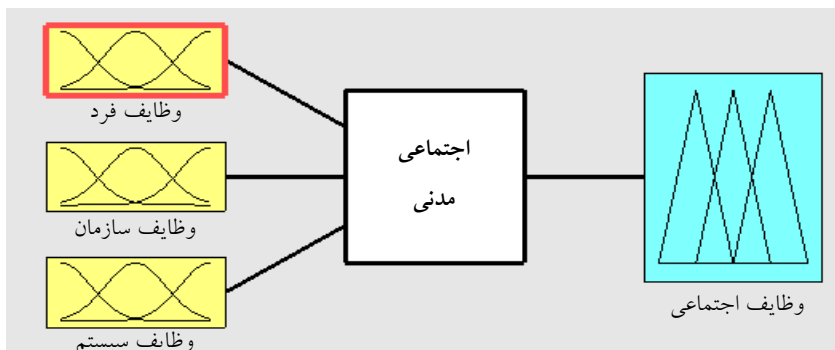 وظایف فرد
وظایف سازمان
وظایف سیستم
اجتماعی
مدنی
وظایف اجتماعی